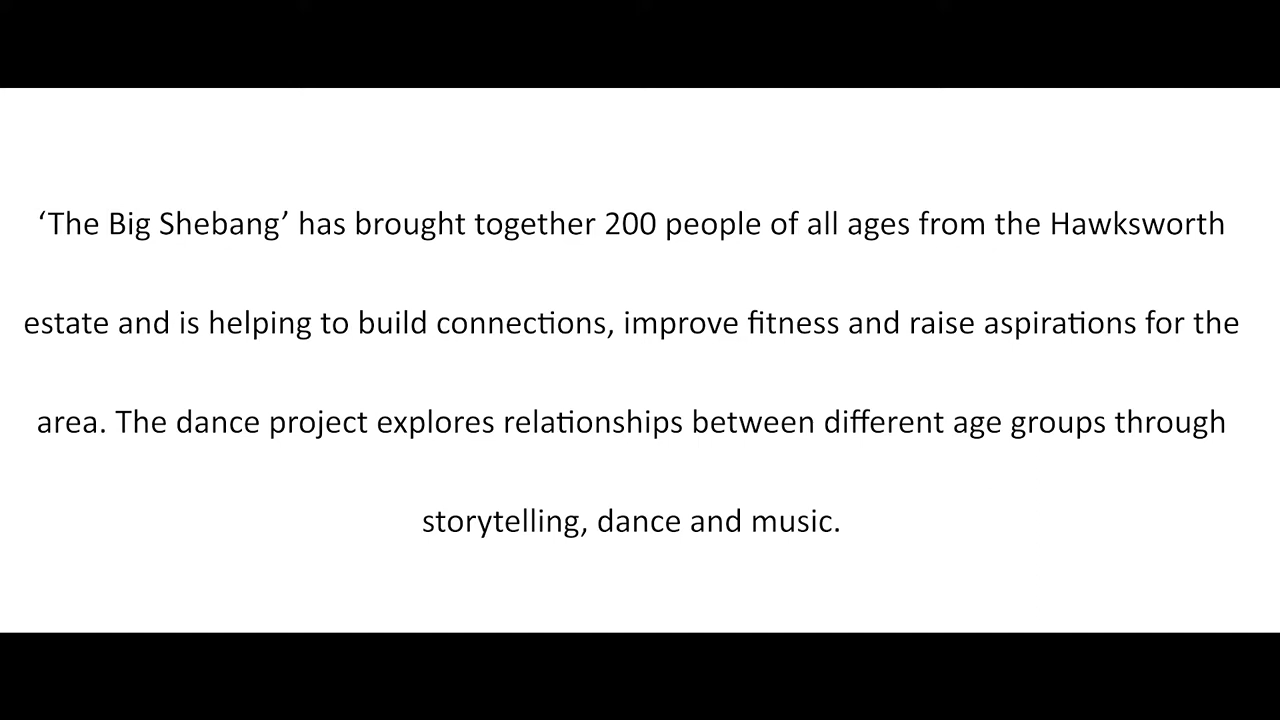 ‘The Big Shebang’ has brought together 200 people of all ages from the Hawksworth
estate and is helping to build connections, improve fitness and raise aspirations for the
area. The dance project explores relationships between different age groups through
storytelling, dance and music.